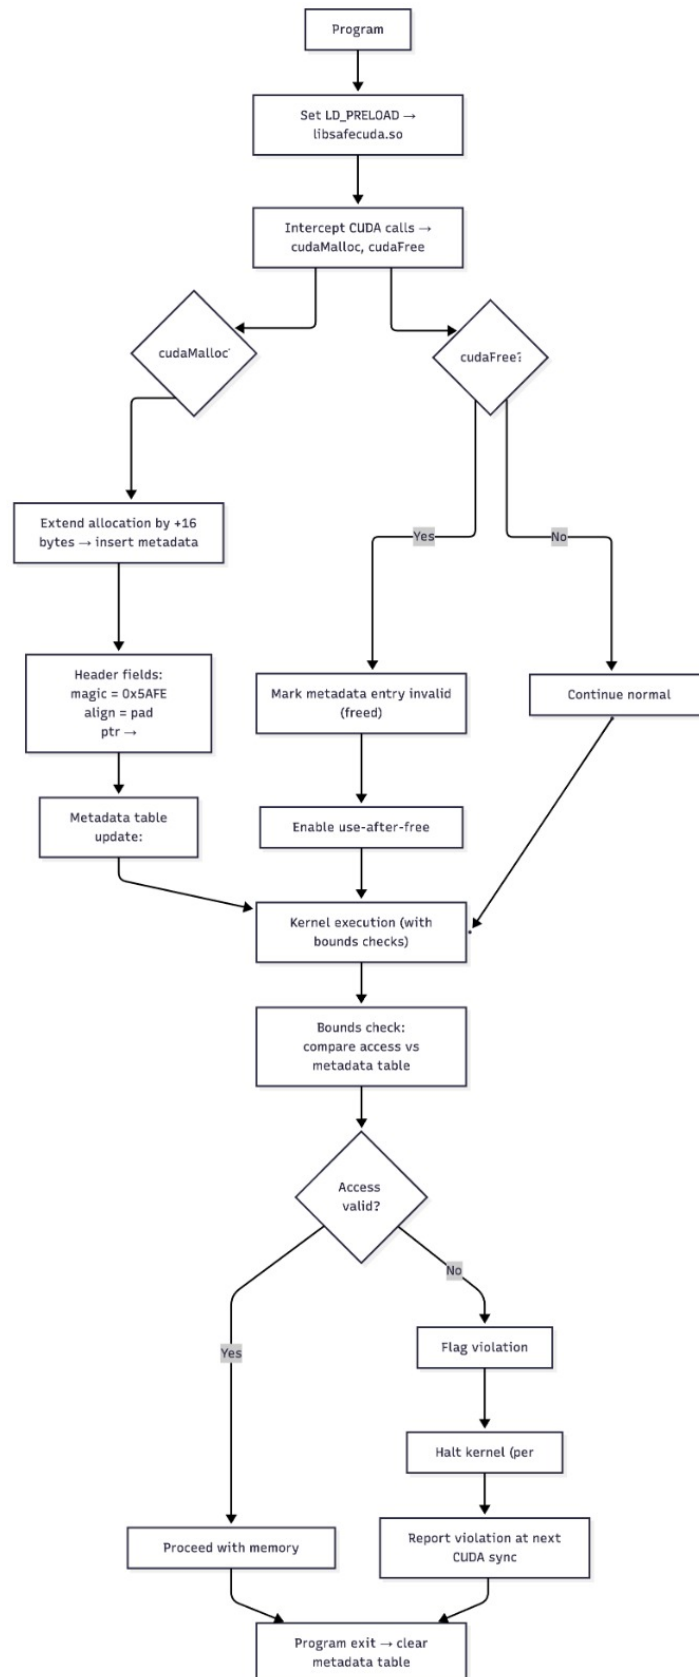 Program
Set LD_PRELOAD →
libsafecuda.so
Intercept CUDA calls →
cudaMalloc, cudaFree
cudaMalloc
cudaFree?
Extend allocation by +16
bytes → insert metadata
Yes
No
Header fields:
magic = 0x5AFE
align = pad
ptr →
Mark metadata entry invalid
(freed)
Continue normal
Metadata table
update:
Enable use-after-free
Kernel execution (with
bounds checks)
Bounds check:
compare access vs
metadata table
Access
valid?
No
Yes
Flag violation
Halt kernel (per
Proceed with memory
Report violation at next
CUDA sync
Program exit → clear
metadata table